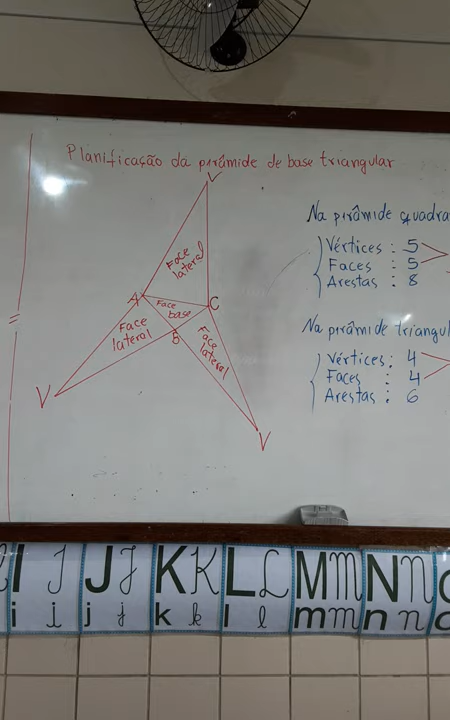 Planificação da pirâmide de base triangular
V
Face
lateral
A
C
Face
base
B
Face
lateral
Face
lateral
V
V
Na pirâmide quadra
Vértices : 5
Faces : 5
Arestas : 8
Na pirâmide triangul
Vértices : 4
Faces : 4
Arestas : 6
I J J K K L L M M N N
i i j j k k l l m m n n